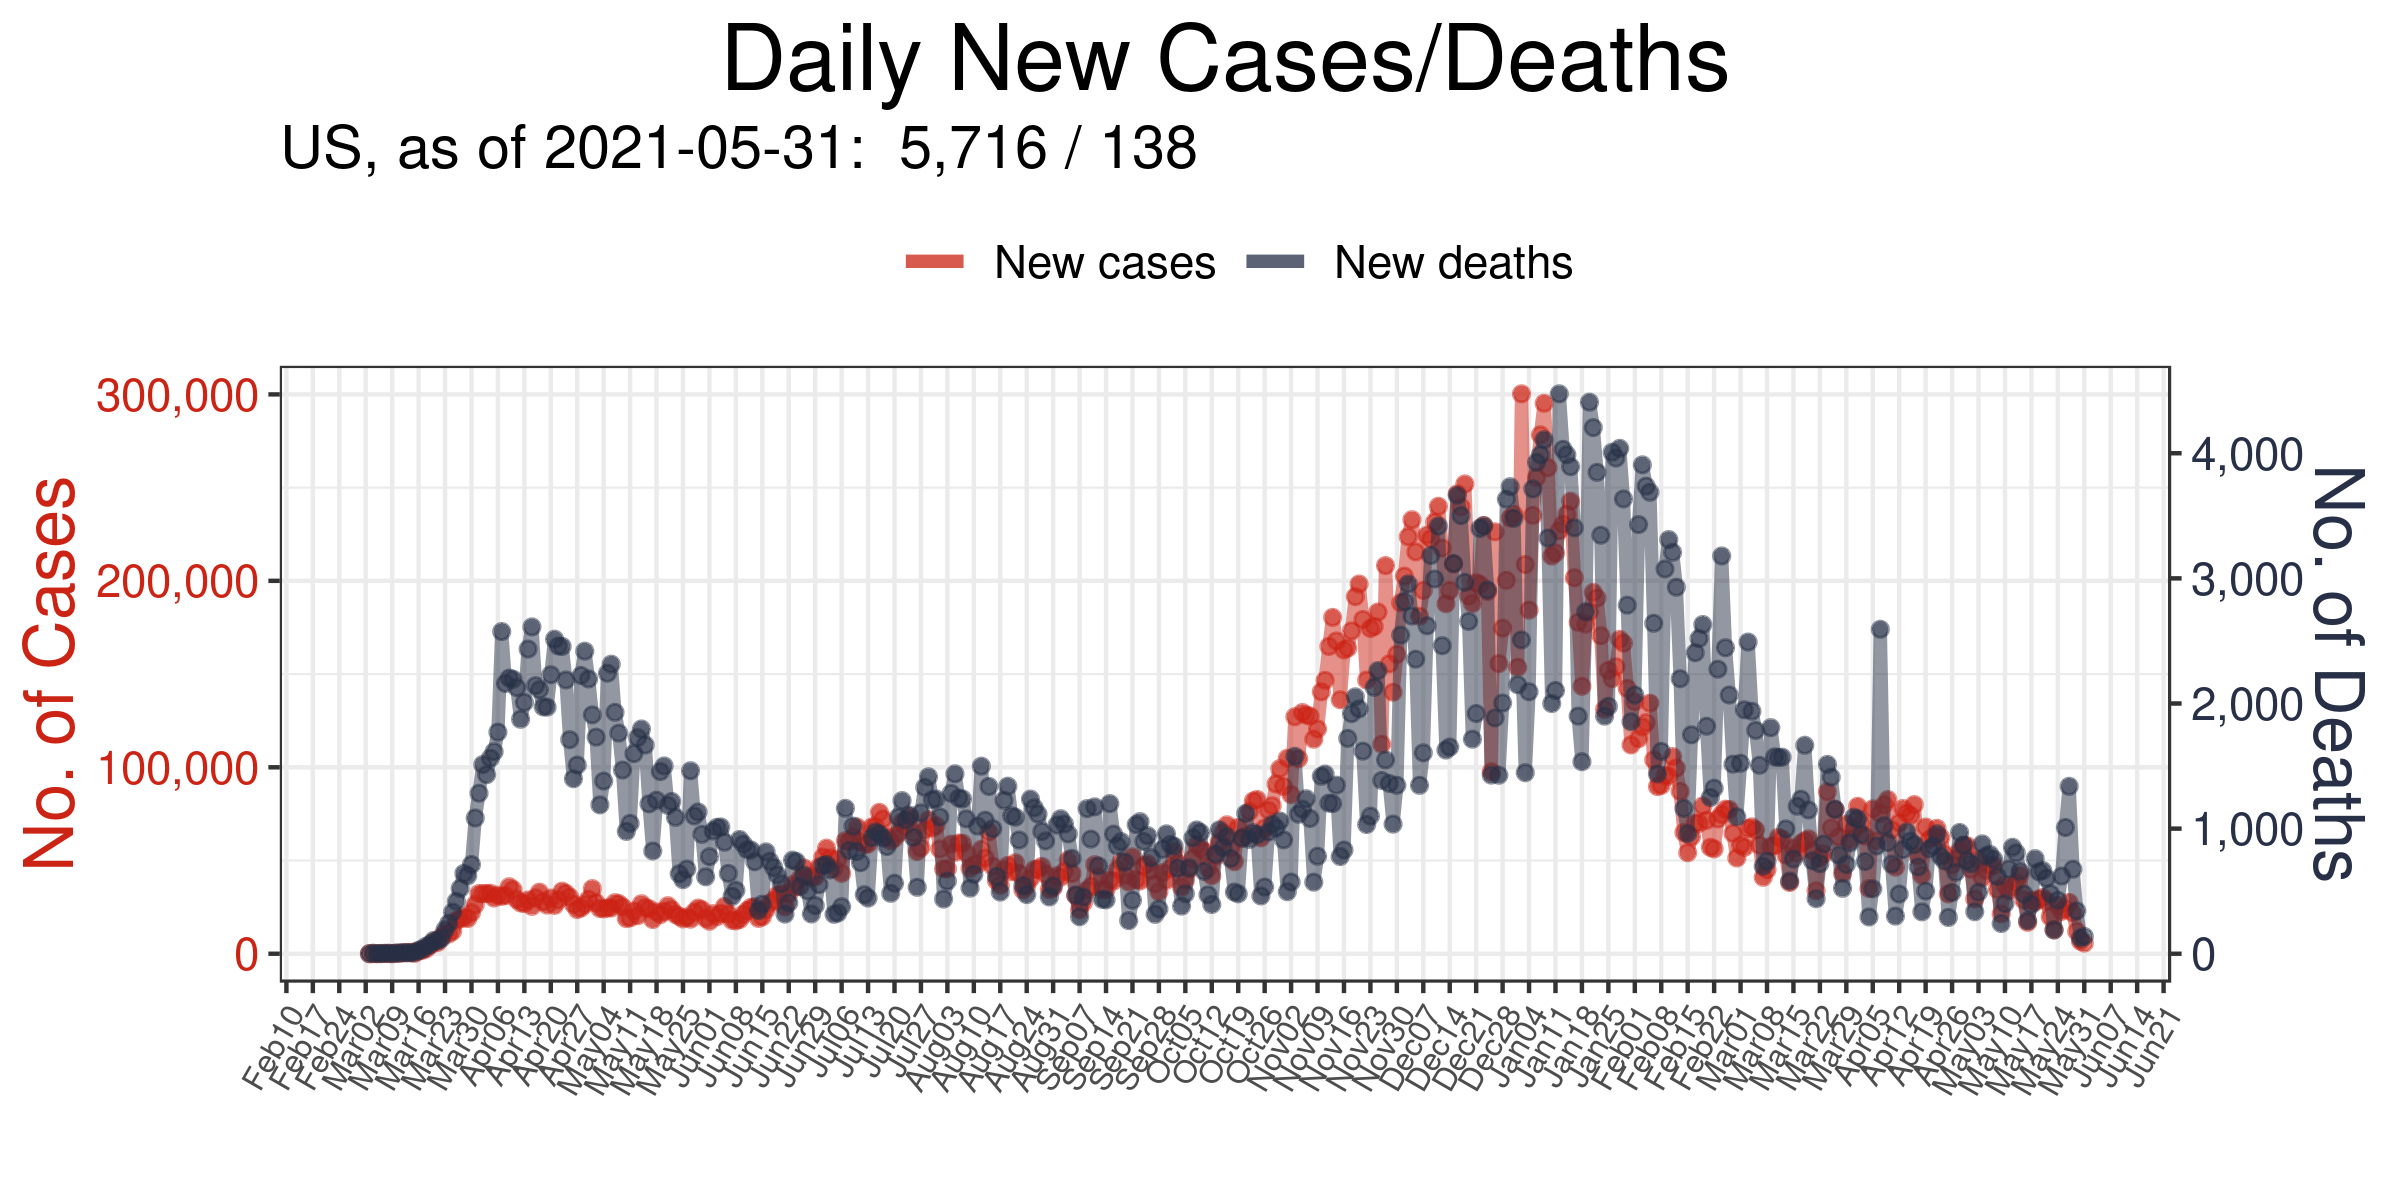 Daily New Cases/Deaths
US, as of 2021-05-31:  5,716 / 138
New cases
New deaths
No. of Cases
300,000
200,000
100,000
0
4,000
3,000
2,000
1,000
0
No. of Deaths
Feb10
Feb17
Feb24
Mar02
Mar09
Mar16
Mar23
Mar30
Apr06
Apr13
Apr20
Apr27
May04
May11
May18
May25
Jun01
Jun08
Jun15
Jun22
Jun29
Jul06
Jul13
Jul20
Jul27
Aug03
Aug10
Aug17
Aug24
Aug31
Sep07
Sep14
Sep21
Sep28
Oct05
Oct12
Oct19
Oct26
Nov02
Nov09
Nov16
Nov23
Nov30
Dec07
Dec14
Dec21
Dec28
Jan04
Jan11
Jan18
Jan25
Feb01
Feb08
Feb15
Feb22
Mar01
Mar08
Mar15
Mar22
Mar29
Apr05
Apr12
Apr19
Apr26
May03
May10
May17
May24
May31
Jun07
Jun14
Jun21